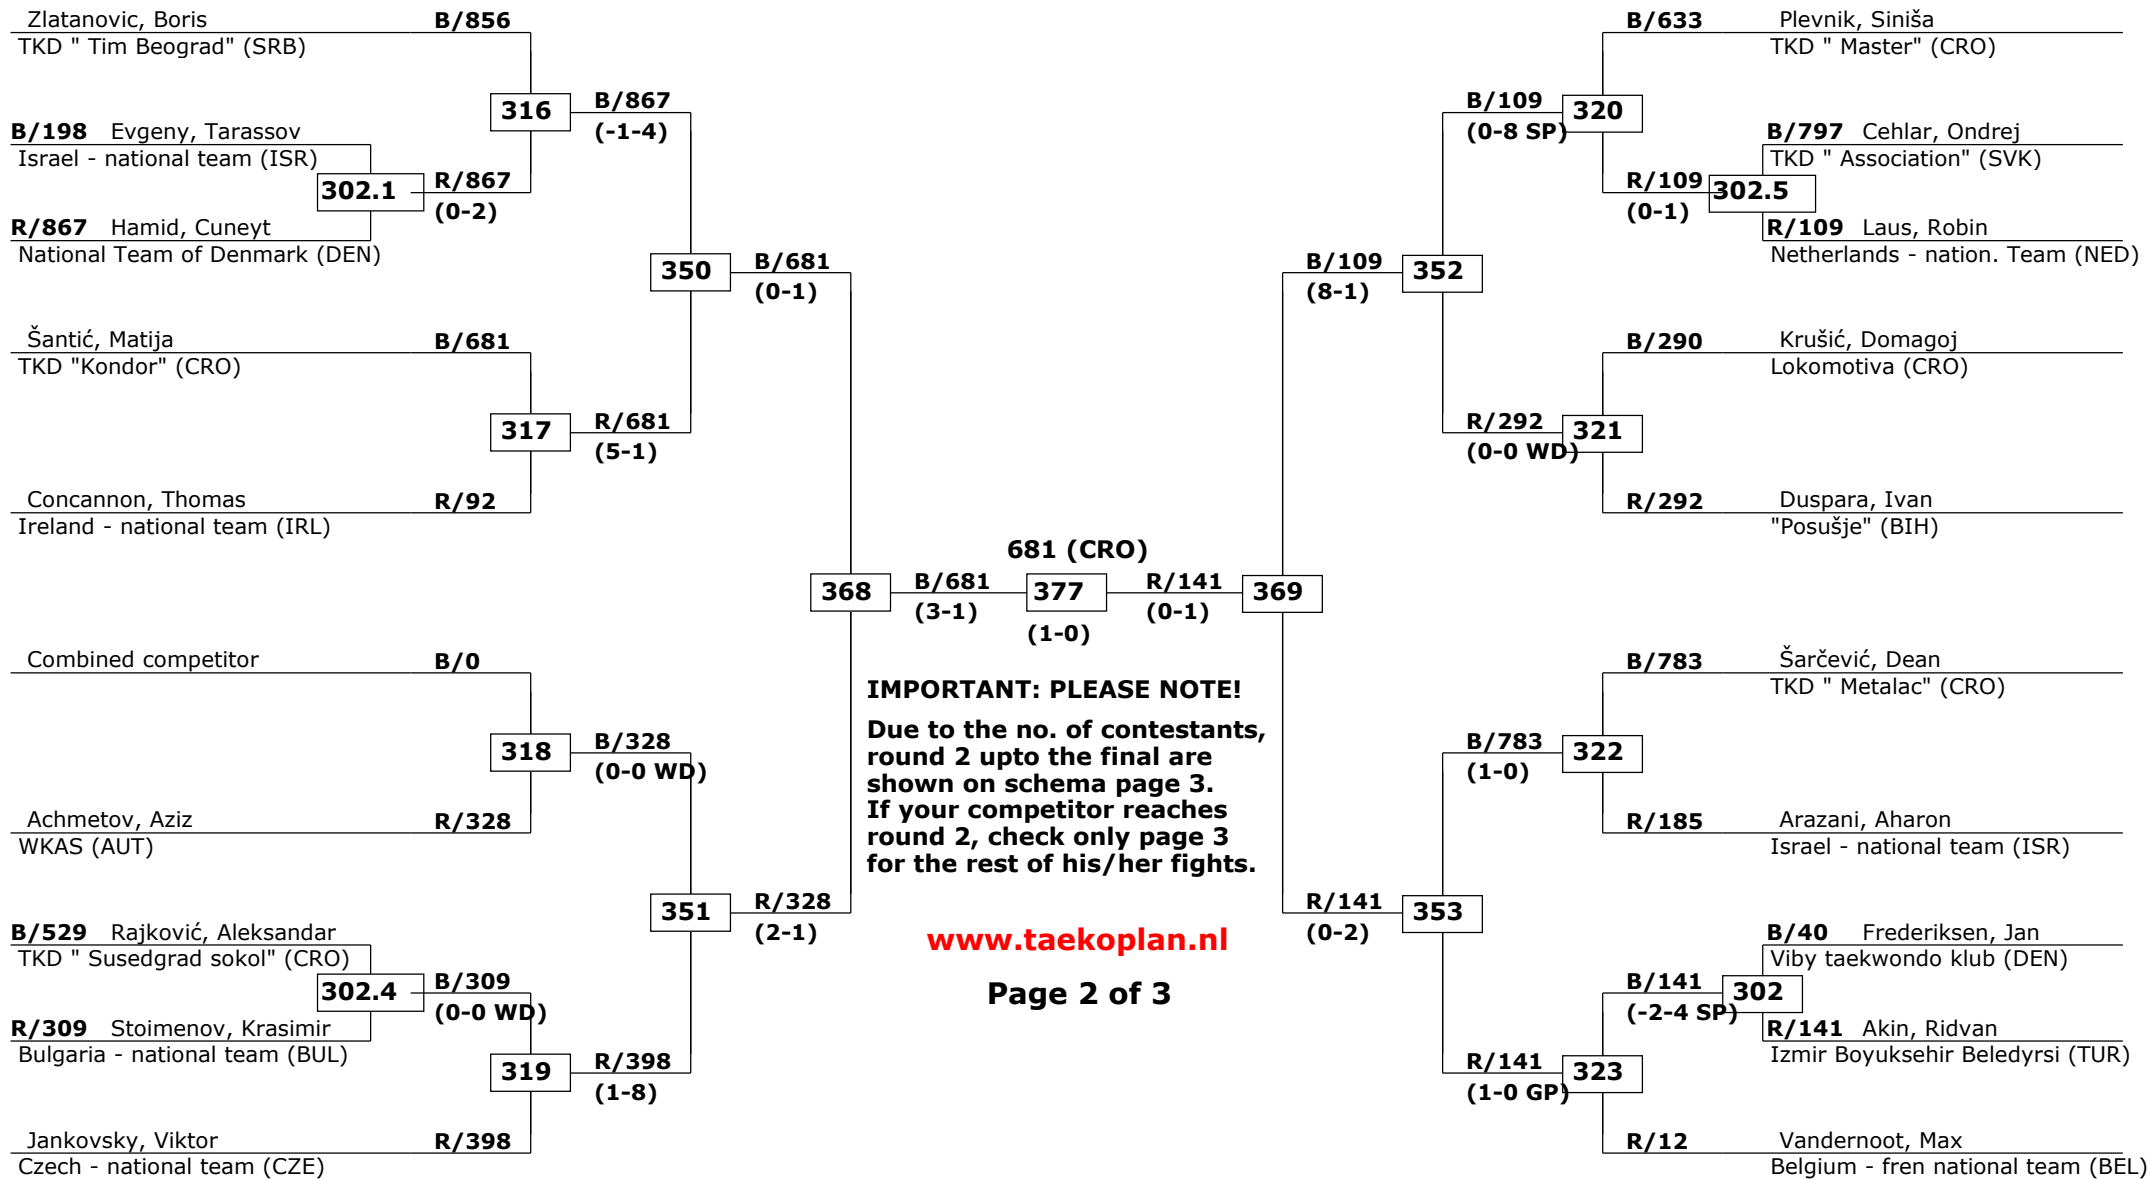 Zlatanovic, Boris
B/856
TKD " Tim Beograd" (SRB)
316
B/867
(-1-4)
B/198 Evgeny, Tarassov
Israel - national team (ISR)
302.1
R/867
(0-2)
R/867 Hamid, Cuneyt
National Team of Denmark (DEN)
350
B/681
(0-1)
Šantić, Matija
B/681
TKD "Kondor" (CRO)
317
R/681
(5-1)
Concannon, Thomas
R/92
Ireland - national team (IRL)
368
B/681
(3-1)
Combined competitor
B/0
318
B/328
(0-0 WD)
Achmetov, Aziz
R/328
WKAS (AUT)
351
R/328
(2-1)
B/529 Rajković, Aleksandar
TKD " Susedgrad sokol" (CRO)
302.4
B/309
(0-0 WD)
R/309 Stoimenov, Krasimir
Bulgaria - national team (BUL)
319
R/398
(1-8)
Jankovsky, Viktor
R/398
Czech - national team (CZE)
681 (CRO)
377
(1-0)
IMPORTANT: PLEASE NOTE!
Due to the no. of contestants,
round 2 upto the final are
shown on schema page 3.
If your competitor reaches
round 2, check only page 3
for the rest of his/her fights.
www.taekoplan.nl
Page 2 of 3
B/633
Plevnik, Siniša
TKD " Master" (CRO)
B/109
(0-8 SP)
320
B/797 Cehlar, Ondrej
TKD " Association" (SVK)
R/109
(0-1)
302.5
R/109 Laus, Robin
Netherlands - nation. Team (NED)
B/109
(8-1)
352
B/290
Krušić, Domagoj
Lokomotiva (CRO)
R/292
(0-0 WD)
321
R/292
Duspara, Ivan
"Posušje" (BIH)
R/141
(0-1)
369
B/783
Šarčević, Dean
TKD " Metalac" (CRO)
B/783
(1-0)
322
R/185
Arazani, Aharon
Israel - national team (ISR)
R/141
(0-2)
353
B/40 Frederiksen, Jan
Viby taekwondo klub (DEN)
B/141
(-2-4 SP)
302
R/141 Akin, Ridvan
Izmir Boyuksehir Beledyrsi (TUR)
R/141
(1-0 GP)
323
R/12
Vandernoot, Max
Belgium - fren national team (BEL)